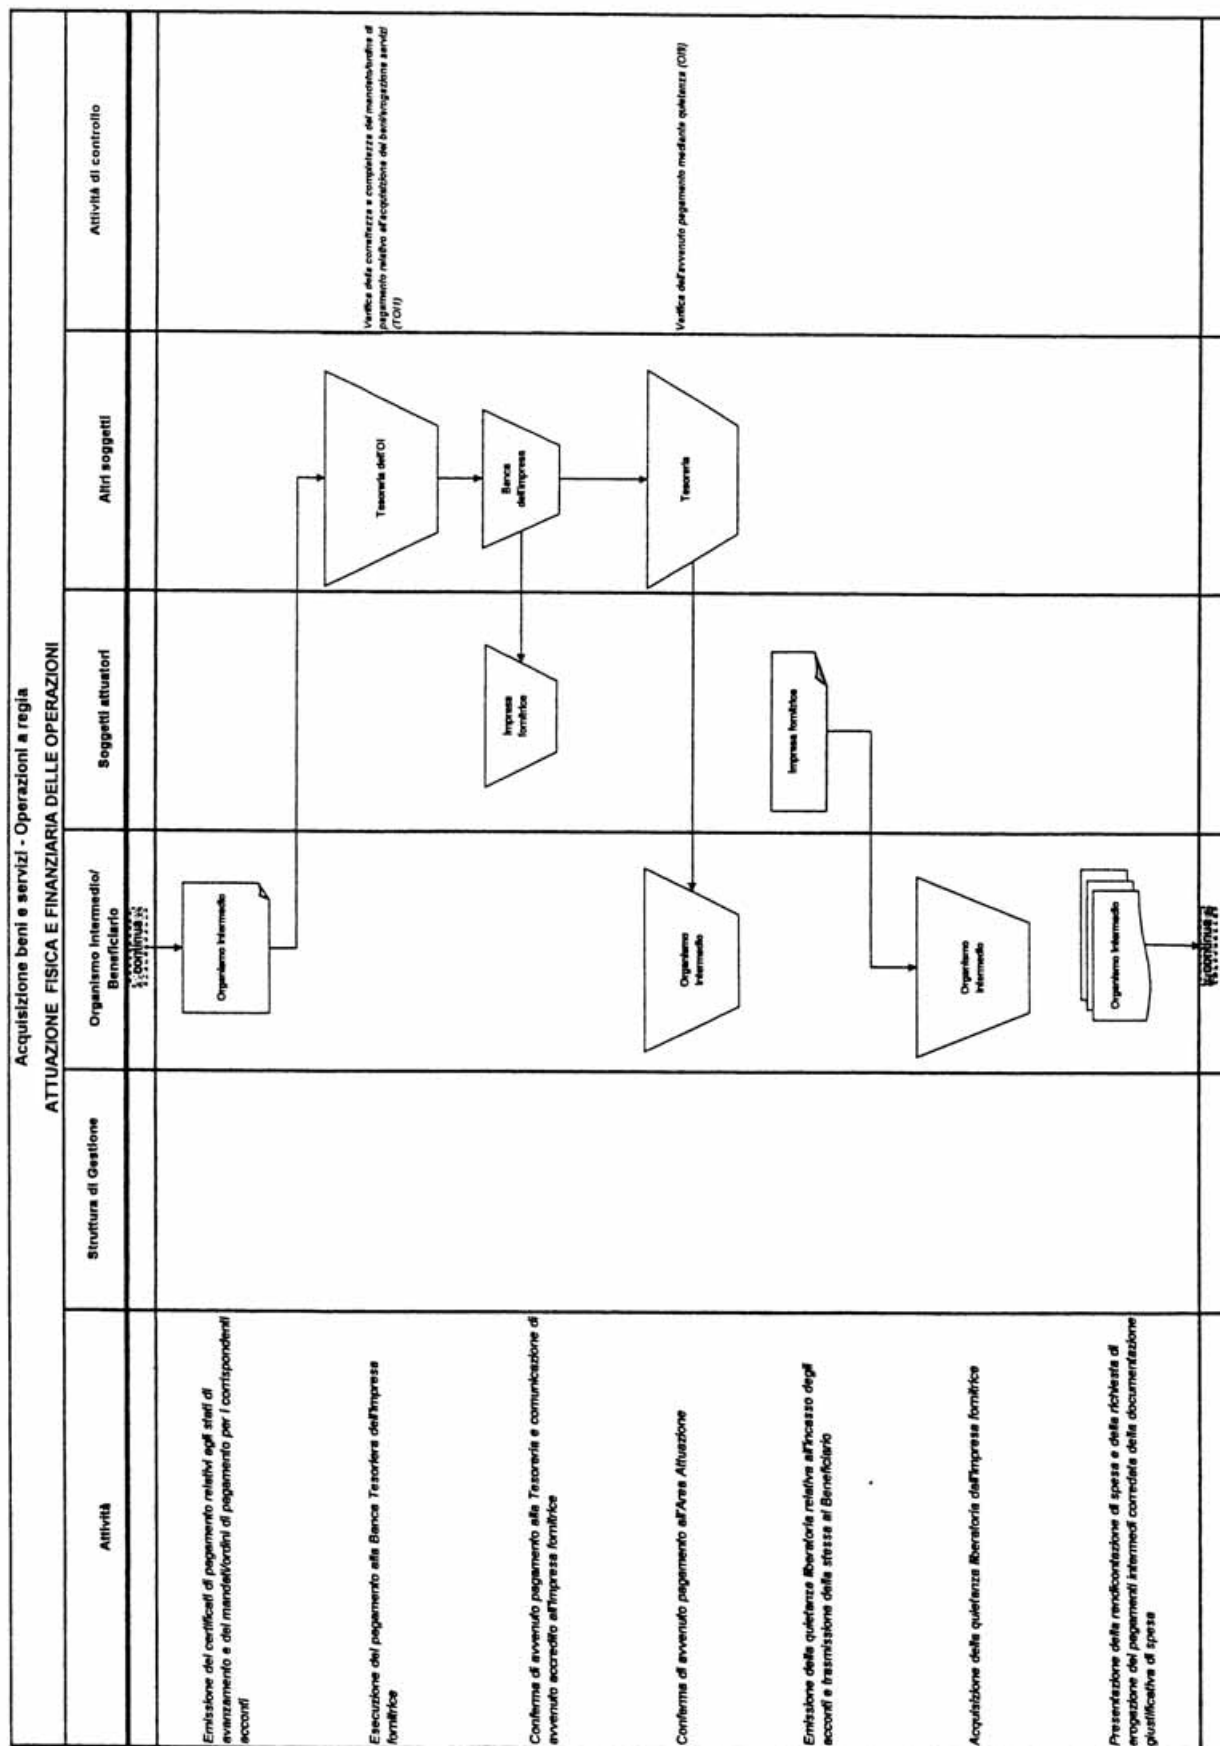 Acquisizione beni e servizi - Operazioni a regia
ATTUAZIONE FISICA E FINANZIARIA DELLE OPERAZIONI
Attività
Struttura di Gestione
Organismo Intermedio/
Beneficiario
Soggetti attuatori
Altri soggetti
Attività di controllo
continua
Emissione dei certificati di pagamento relativi agli stati di
avanzamento e dei mandati/ordini di pagamento per i corrispondenti
acconti
Organismo Intermedio
Esecuzione del pagamento alla Banca Tesoriera dell'Impresa
fornitrice
Tesoreria dell'OI
Verifica della correttezza e completezza del mandato/ordine di
pagamento relativo all'acquisizione dei beni/erogazione servizi
(TOI1)
Conferma di avvenuto pagamento alla Tesoreria e comunicazione di
avvenuto accredito all'Impresa fornitrice
Impresa
fornitrice
Banca
dell'impresa
Conferma di avvenuto pagamento all'Area Attuazione
Organismo
Intermedio
Tesoreria
Verifica dell'avvenuto pagamento mediante quietanza (OI9)
Emissione della quietanza liberatoria relativa all'incasso degli
acconti e trasmissione della stessa al Beneficiario
Impresa fornitrice
Acquisizione della quietanza liberatoria dall'Impresa fornitrice
Organismo
Intermedio
Presentazione della rendicontazione di spesa e della richiesta di
erogazione dei pagamenti intermedi corredata della documentazione
giustificativa di spesa
Organismo Intermedio
continua